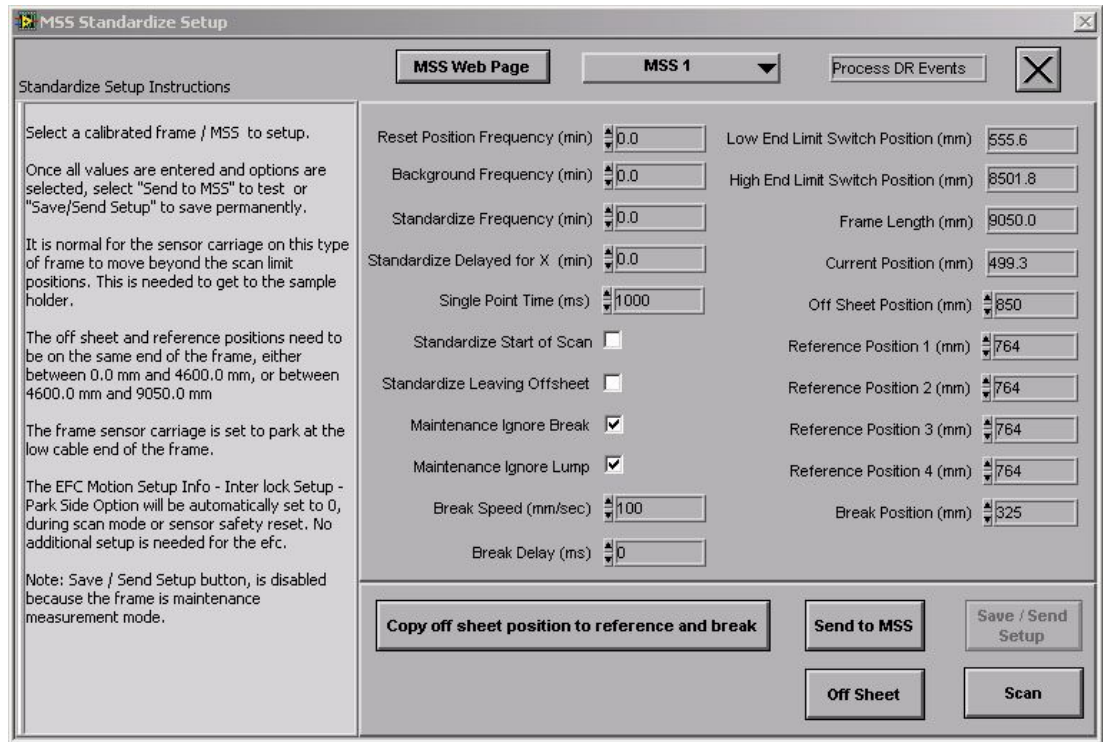 MSS Standardize Setup
MSS Web Page
MSS 1
Process DR Events
Standardize Setup Instructions
Select a calibrated frame / MSS to setup.
Once all values are entered and options are
selected, select "Send to MSS" to test or
"Save/Send Setup" to save permanently.
It is normal for the sensor carriage on this type
of frame to move beyond the scan limit
positions. This is needed to get to the sample
holder.
The off sheet and reference positions need to
be on the same end of the frame, either
between 0.0 mm and 4600.0 mm, or between
4600.0 mm and 9050.0 mm
The frame sensor carriage is set to park at the
low cable end of the frame.
The EFC Motion Setup Info - Inter lock Setup -
Park Side Option will be automatically set to 0,
during scan mode or sensor safety reset. No
additional setup is needed for the efc.
Note: Save / Send Setup button, is disabled
because the frame is maintenance
measurement mode.
Reset Position Frequency (min) 0.0
Background Frequency (min) 0.0
Standardize Frequency (min) 0.0
Standardize Delayed for X (min) 0.0
Single Point Time (ms) 1000
Standardize Start of Scan
Standardize Leaving Offsheet
Maintenance Ignore Break
Maintenance Ignore Lump
Break Speed (mm/sec) 100
Break Delay (ms) 0
Low End Limit Switch Position (mm) 555.6
High End Limit Switch Position (mm) 8501.8
Frame Length (mm) 9050.0
Current Position (mm) 499.3
Off Sheet Position (mm) 850
Reference Position 1 (mm) 764
Reference Position 2 (mm) 764
Reference Position 3 (mm) 764
Reference Position 4 (mm) 764
Break Position (mm) 325
Copy off sheet position to reference and break
Send to MSS
Save / Send
Setup
Off Sheet
Scan